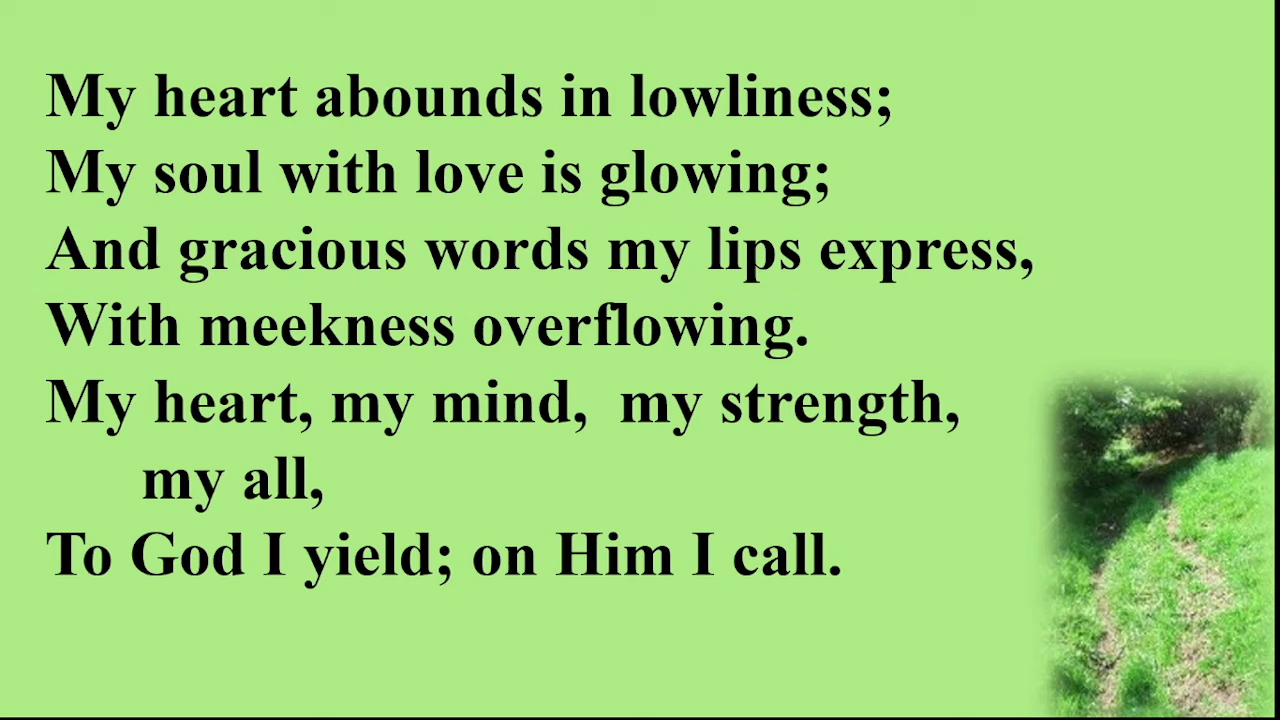 My heart abounds in lowliness;
My soul with love is glowing;
And gracious words my lips express,
With meekness overflowing.
My heart, my mind,  my strength,
my all,
To God I yield; on Him I call.